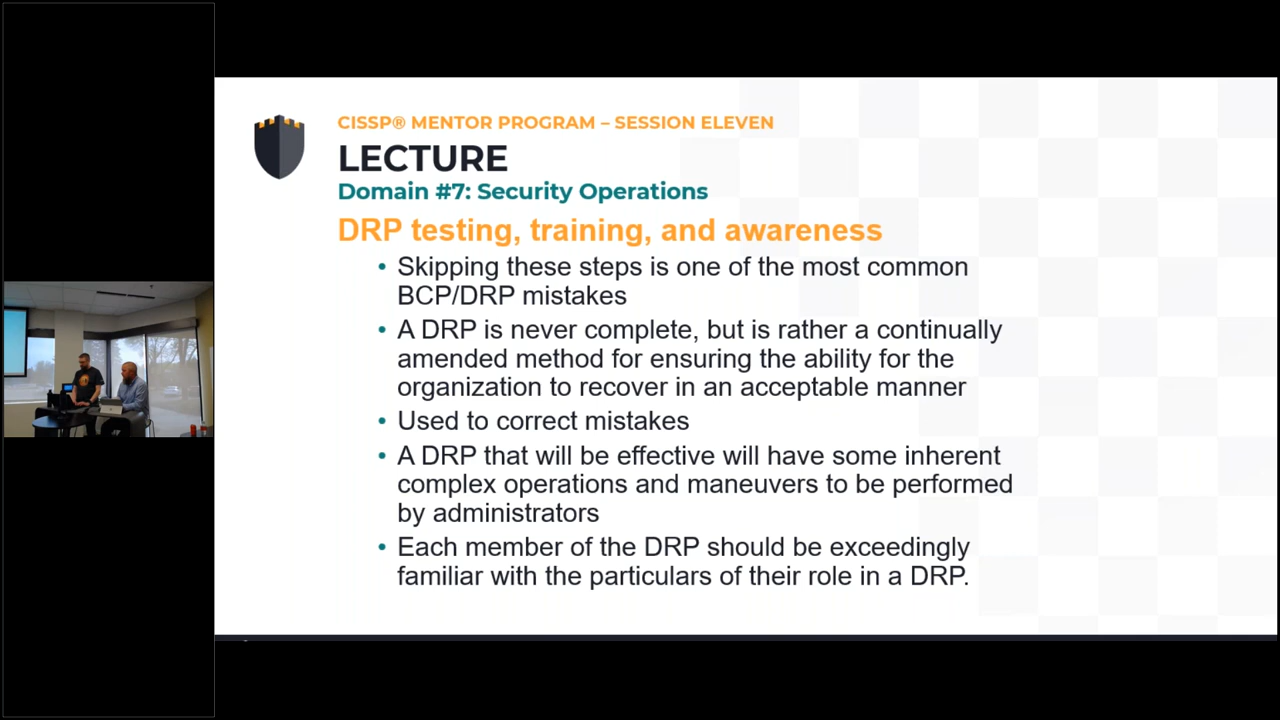 CISSP® MENTOR PROGRAM – SESSION ELEVEN
LECTURE
Domain #7: Security Operations
DRP testing, training, and awareness
• Skipping these steps is one of the most common
BCP/DRP mistakes
• A DRP is never complete, but is rather a continually
amended method for ensuring the ability for the
organization to recover in an acceptable manner
• Used to correct mistakes
• A DRP that will be effective will have some inherent
complex operations and maneuvers to be performed
by administrators
• Each member of the DRP should be exceedingly
familiar with the particulars of their role in a DRP.